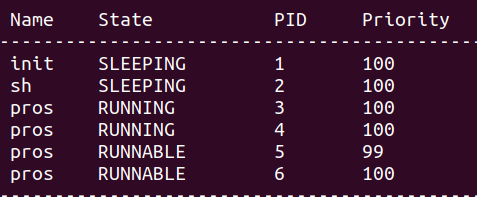 Name State PID Priority
------------------------------------------------
init SLEEPING 1 100
sh SLEEPING 2 100
pros RUNNING 3 100
pros RUNNING 4 100
pros RUNNABLE 5 99
pros RUNNABLE 6 100
------------------------------------------------